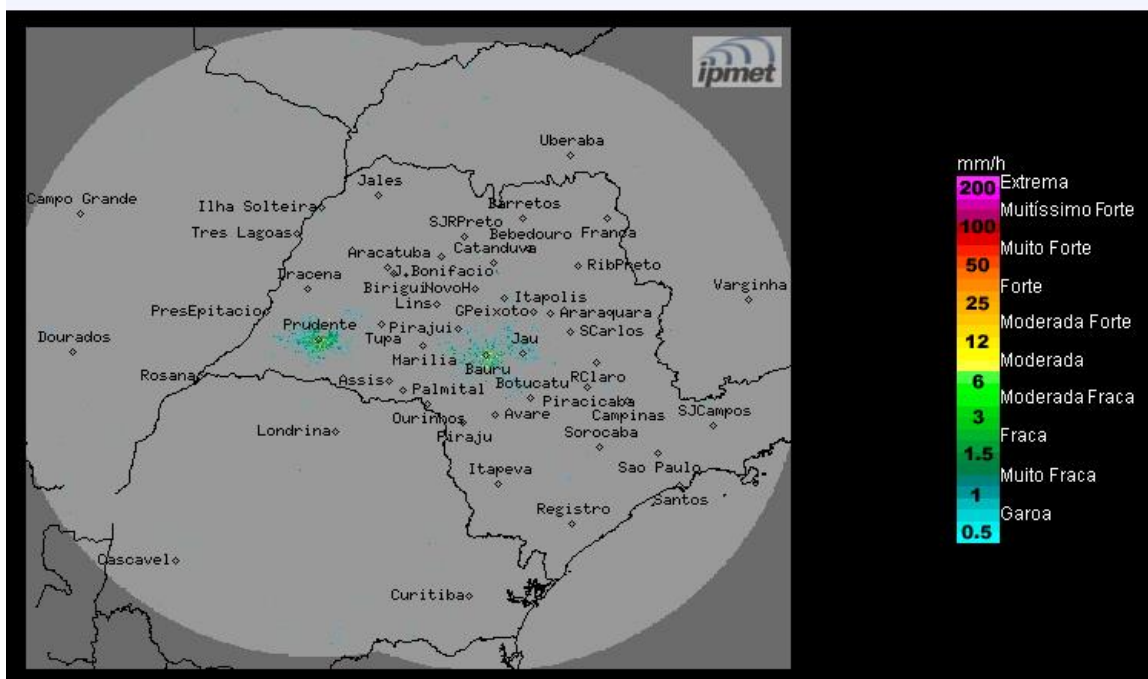 ipmet
Uberaba
Jales
Campo Grande
Ilha Solteira
Barretos
SJRPreto
Tres Lagoas
Bebedouro
Franca
Aracatuba
Catanduva
J.Bonifacio
RibPreto
Dracena
Birigui
NovoH
Itapolis
Varginha
Lins
PresEpitacio
GPeixoto
Araraquara
Prudente
Pirajui
SCarlos
Dourados
Tupa
Jau
Marilia
Bauru
Rosana
Assis
Botucatu
RClaro
Palmital
Piracicaba
Ourinhos
Avare
Campinas
SJCampos
Londrina
Piraju
Sorocaba
Itapeva
Sao Paulo
Santos
Registro
Cascavel
Curitiba
mm/h
200 Extrema
Muitíssimo Forte
100
Muito Forte
50
Forte
25
Moderada Forte
12
Moderada
6
Moderada Fraca
3
Fraca
1.5
Muito Fraca
1
Garoa
0.5